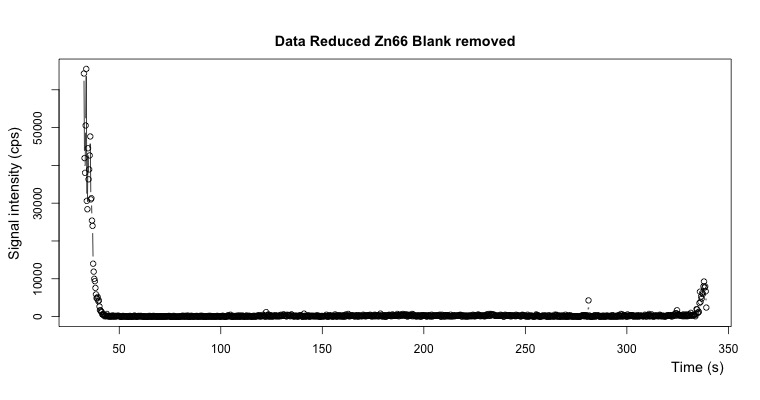 Data Reduced Zn66 Blank removed
Signal intensity (cps)
50000
30000
10000
0
50 100 150 200 250 300 350
Time (s)